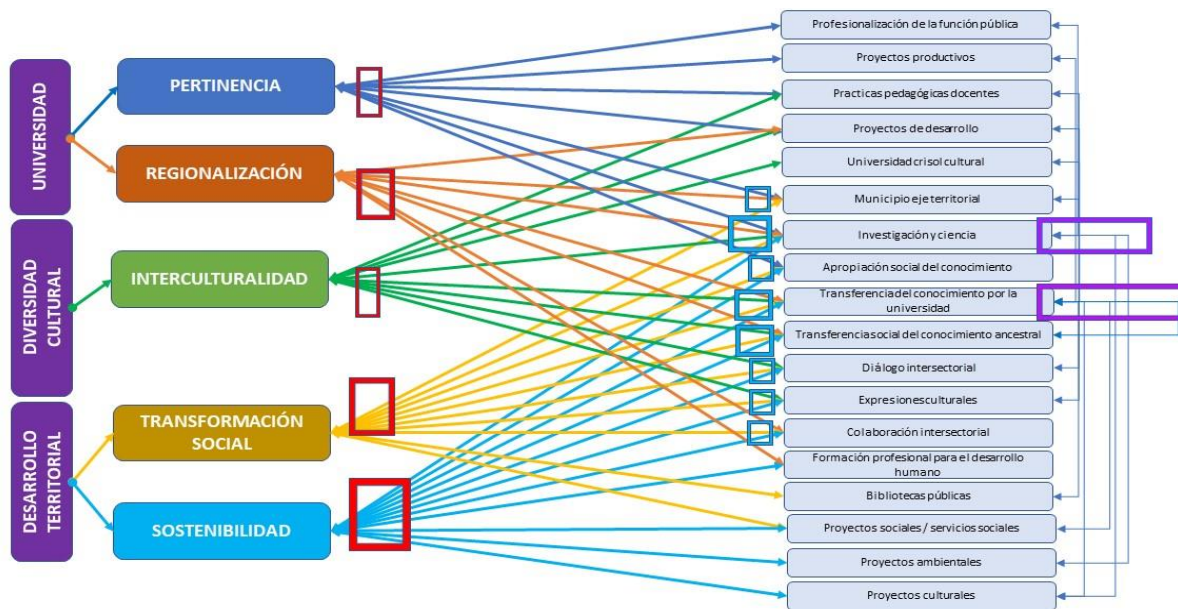 UNIVERSIDAD
DIVERSIDAD
CULTURAL
DESARROLLO
TERRITORIAL
PERTINENCIA
REGIONALIZACIÓN
INTERCULTURALIDAD
TRANSFORMACIÓN
SOCIAL
SOSTENIBILIDAD
Profesionalización de la función pública
Proyectos productivos
Practicas pedagógicas docentes
Proyectos de desarrollo
Universidad crisol cultural
Municipio eje territorial
Investigación y ciencia
Apropiación social del conocimiento
Transferencia del conocimiento por la
universidad
Transferencia social del conocimiento ancestral
Diálogo intersectorial
Expresiones culturales
Colaboración intersectorial
Formación profesional para el desarrollo
humano
Bibliotecas públicas
Proyectos sociales / servicios sociales
Proyectos ambientales
Proyectos culturales